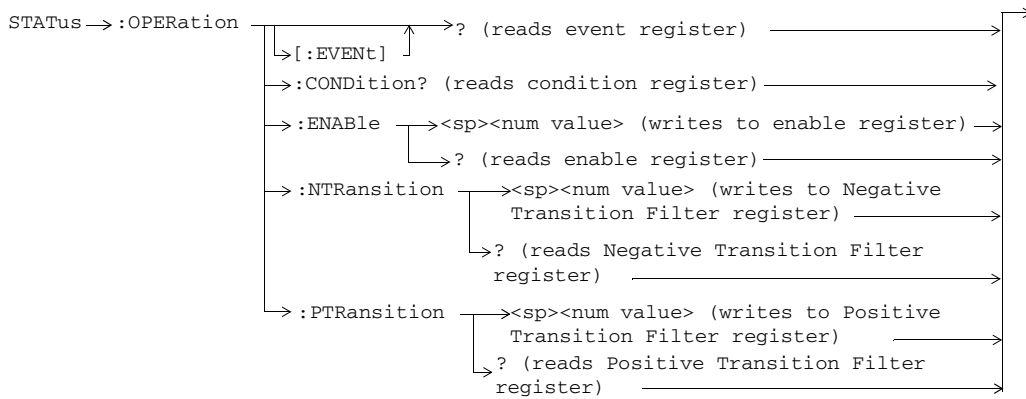 STATus :OPERation ? (reads event register)
[:EVENt]
:CONDition? (reads condition register)
:ENABle <sp><num value> (writes to enable register)
? (reads enable register)
:NTRansition <sp><num value> (writes to Negative
Transition Filter register)
? (reads Negative Transition Filter
register)
:PTRansition <sp><num value> (writes to Positive
Transition Filter register)
? (reads Positive Transition Filter
register)